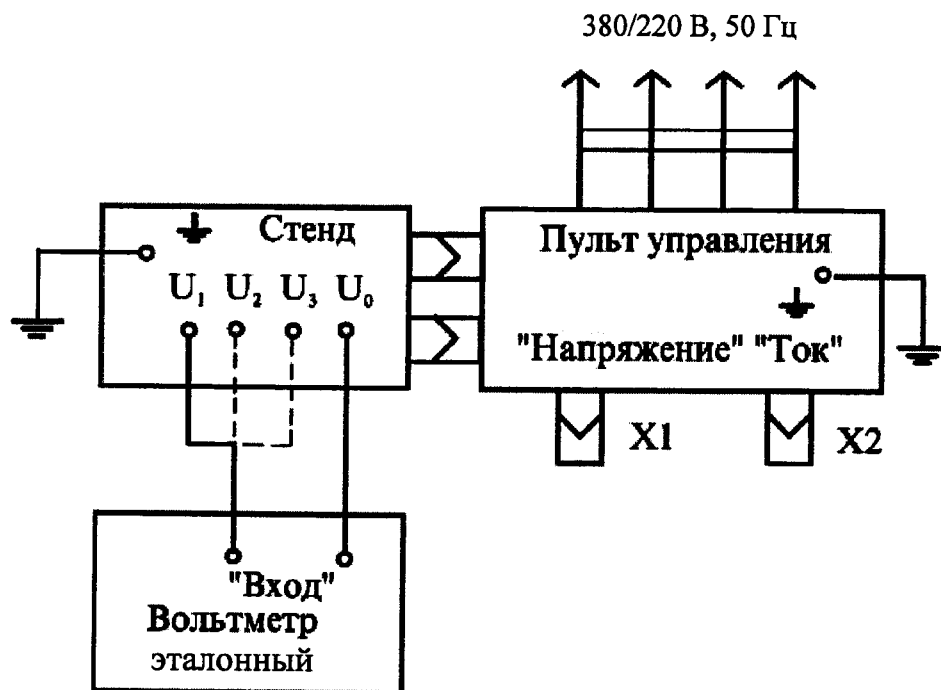 380/220 В, 50 Гц
Стенд
U₁ U₂ U₃ U₀
Пульт управления
"Напряжение" "Ток"
X1
X2
"Вход"
Вольтметр
эталонный